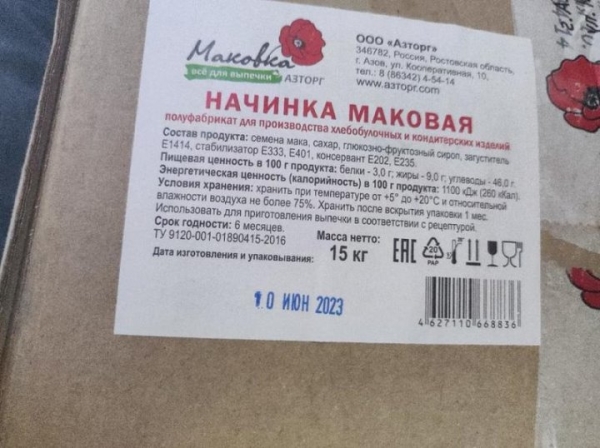 Маковка
всё для выпечки
АЗТОРГ
ООО «Азторг»
346782, Россия, Ростовская область,
г. Азов, ул. Кооперативная, 10,
тел.: 8 (86342) 4-54-14
www.aztorg.com
НАЧИНКА МАКОВАЯ
полуфабрикат для производства хлебобулочных и кондитерских изделий
Состав продукта: семена мака, сахар, глюкозно-фруктозный сироп, загуститель
Е1414, стабилизатор Е333, Е401, консервант Е202, Е235.
Пищевая ценность в 100 г продукта: белки - 3,0 г; жиры - 9,0 г; углеводы - 46,0 г.
Энергетическая ценность (калорийность) в 100 г продукта: 1100 кДж (260 кКал).
Условия хранения: хранить при температуре от +5° до +20°С и относительной
влажности воздуха не более 75%. Хранить после вскрытия упаковки 1 мес.
Использовать для приготовления выпечки в соответствии с рецептурой.
Срок годности: 6 месяцев.
ТУ 9120-001-01890415-2016
Масса нетто:
15 кг
Дата изготовления и упаковывания:
10 ИЮН 2023
ЕАС
20
PAP
4627110668836